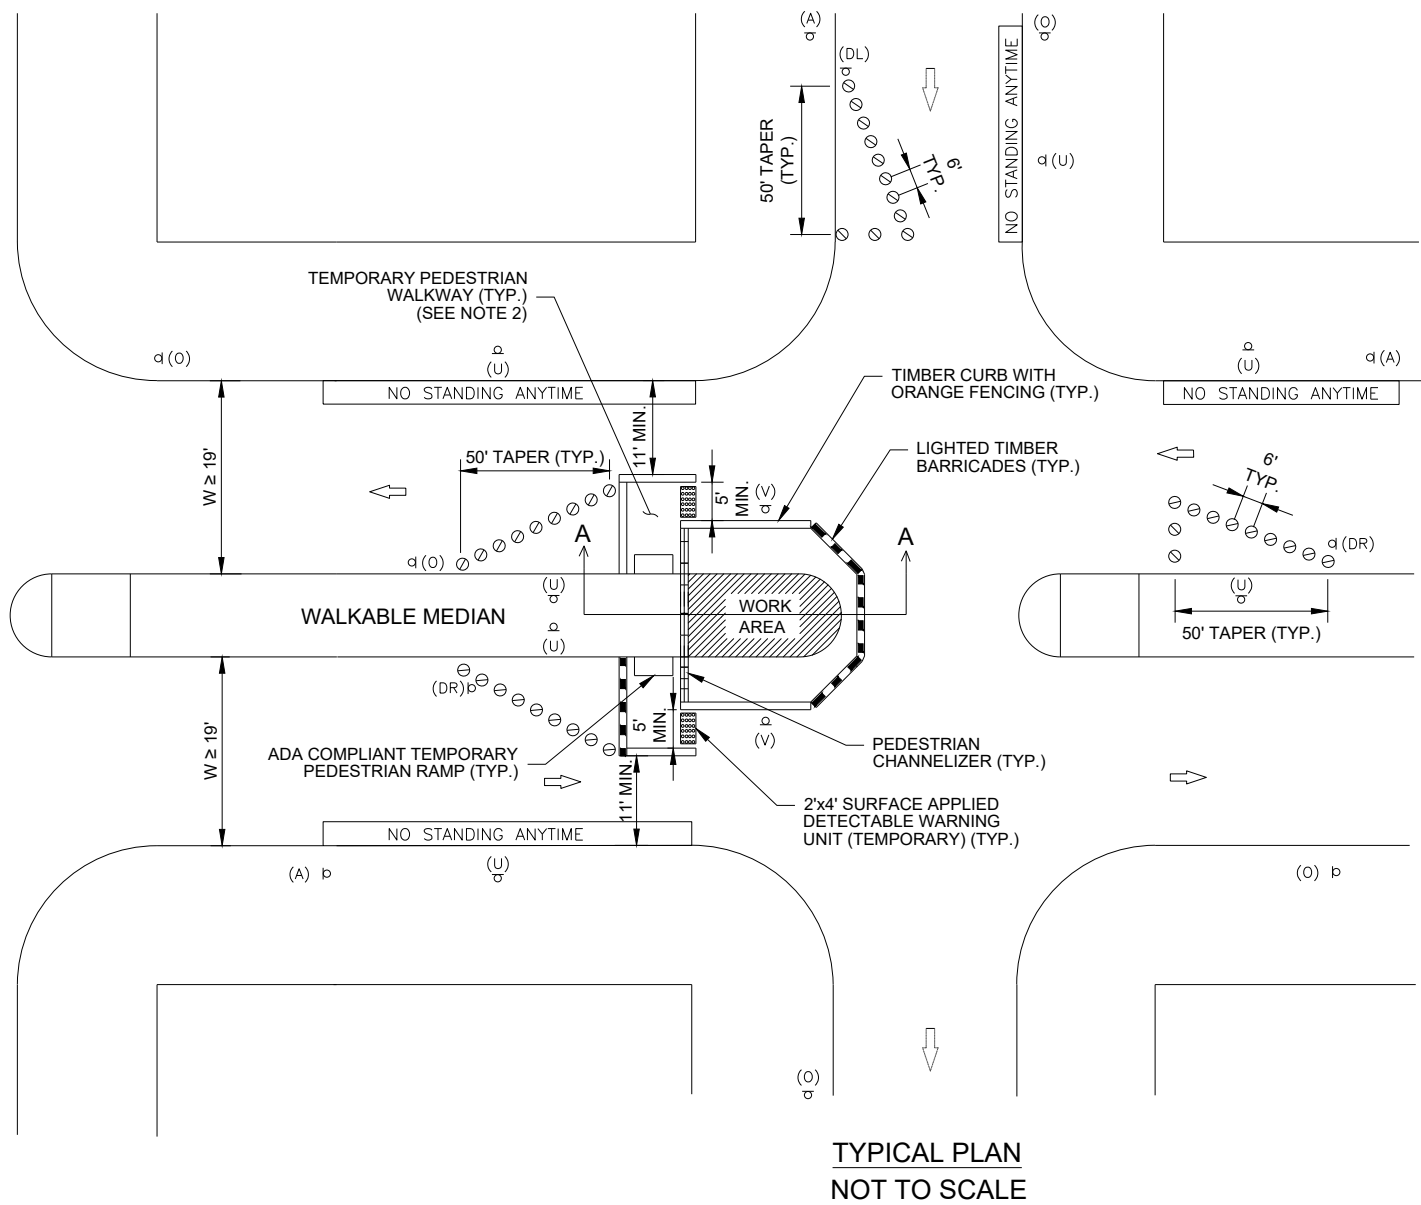 (A)
(O)
(DL)
NO STANDING ANYTIME
50' TAPER
(TYP.)
6'
TYP.
(U)
TEMPORARY PEDESTRIAN
WALKWAY (TYP.)
(SEE NOTE 2)
(O)
(U)
(U)
(A)
NO STANDING ANYTIME
TIMBER CURB WITH
ORANGE FENCING (TYP.)
NO STANDING ANYTIME
11' MIN.
W ≥ 19'
50' TAPER (TYP.)
LIGHTED TIMBER
BARRICADES (TYP.)
6'
TYP.
5'
MIN.
(V)
A
A
(O)
(DR)
(U)
(U)
WALKABLE MEDIAN
WORK
AREA
(U)
50' TAPER (TYP.)
(DR)
W ≥ 19'
5'
MIN.
(V)
ADA COMPLIANT TEMPORARY
PEDESTRIAN RAMP (TYP.)
PEDESTRIAN
CHANNELIZER (TYP.)
11' MIN.
2'x4' SURFACE APPLIED
DETECTABLE WARNING
UNIT (TEMPORARY) (TYP.)
NO STANDING ANYTIME
(A)
(U)
(O)
(O)
TYPICAL PLAN
NOT TO SCALE